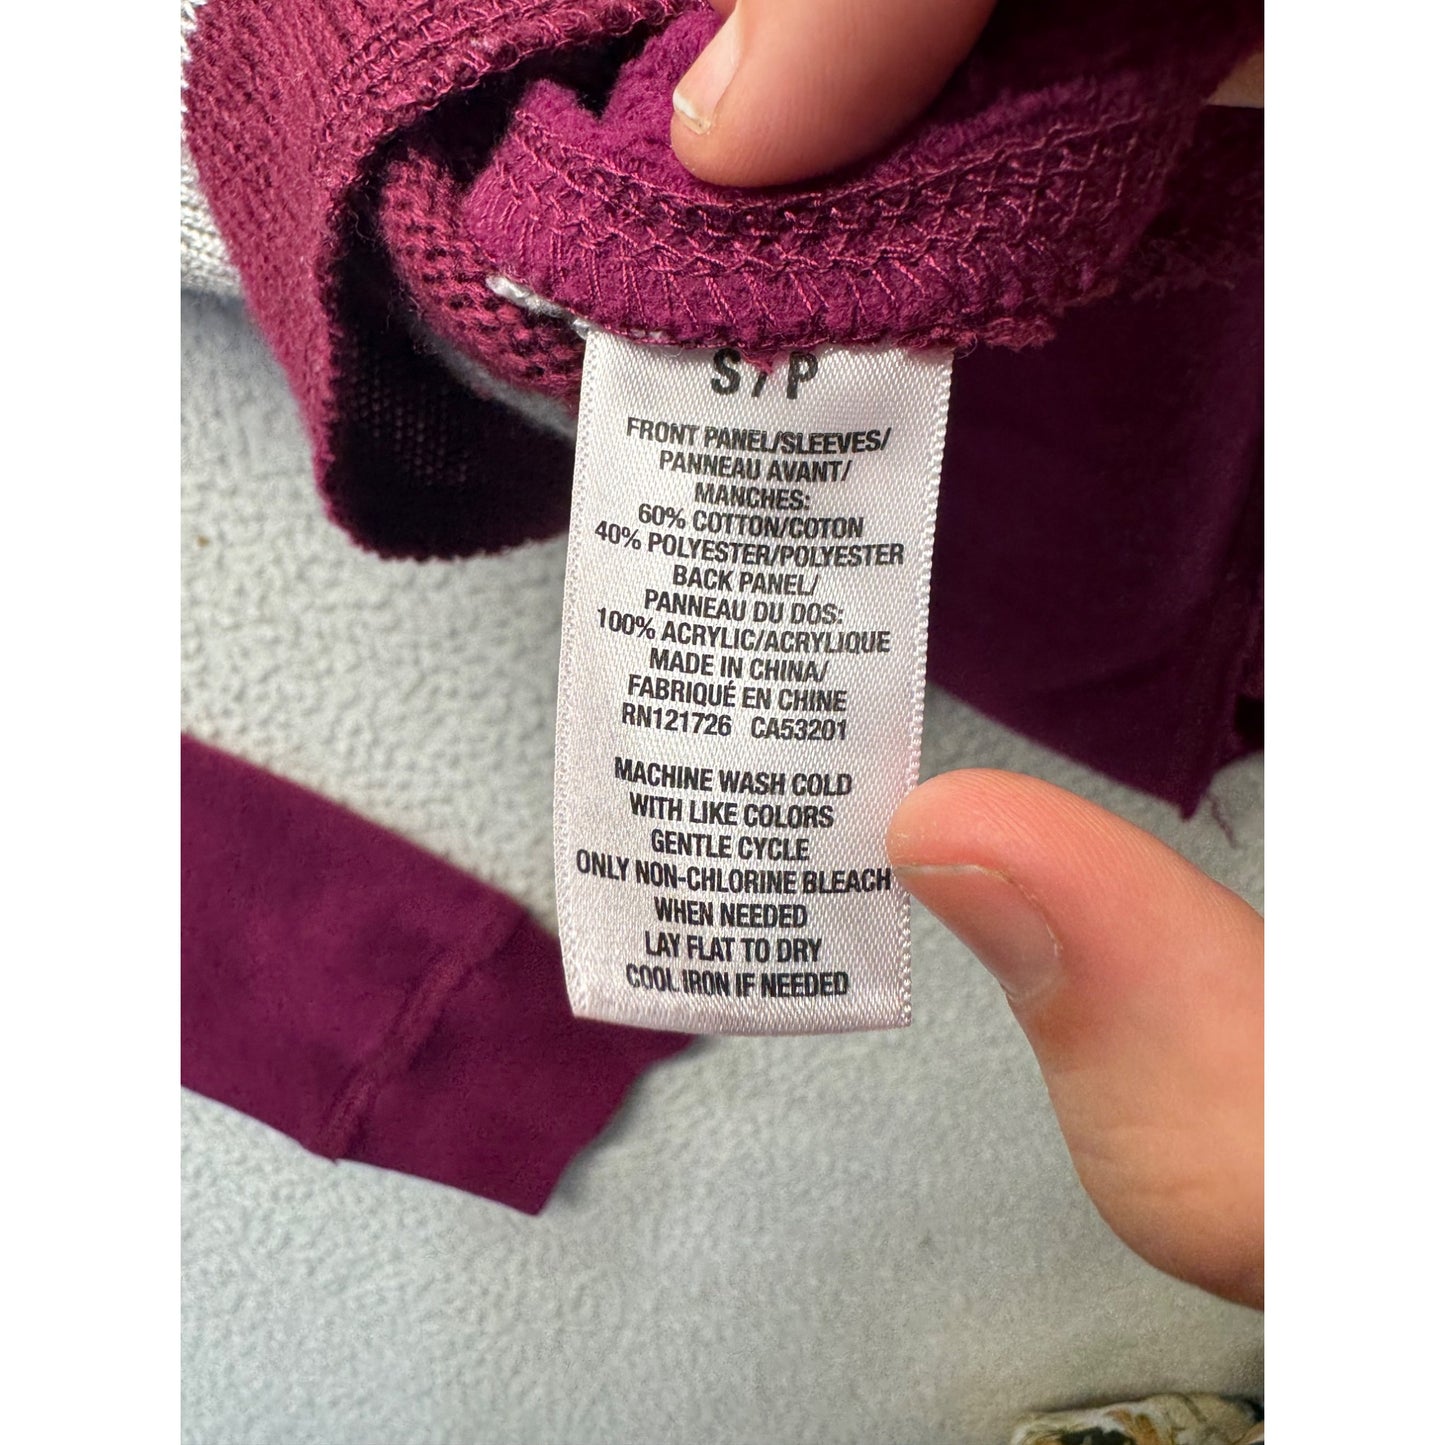 S / P
FRONT PANEL/SLEEVES/
PANNEAU AVANT/
MANCHES:
60% COTTON/COTON
40% POLYESTER/POLYESTER
BACK PANEL/
PANNEAU DU DOS:
100% ACRYLIC/ACRYLIQUE
MADE IN CHINA/
FABRIQUÉ EN CHINE
RN121726 CA53201
MACHINE WASH COLD
WITH LIKE COLORS
GENTLE CYCLE
ONLY NON-CHLORINE BLEACH
WHEN NEEDED
LAY FLAT TO DRY
COOL IRON IF NEEDED